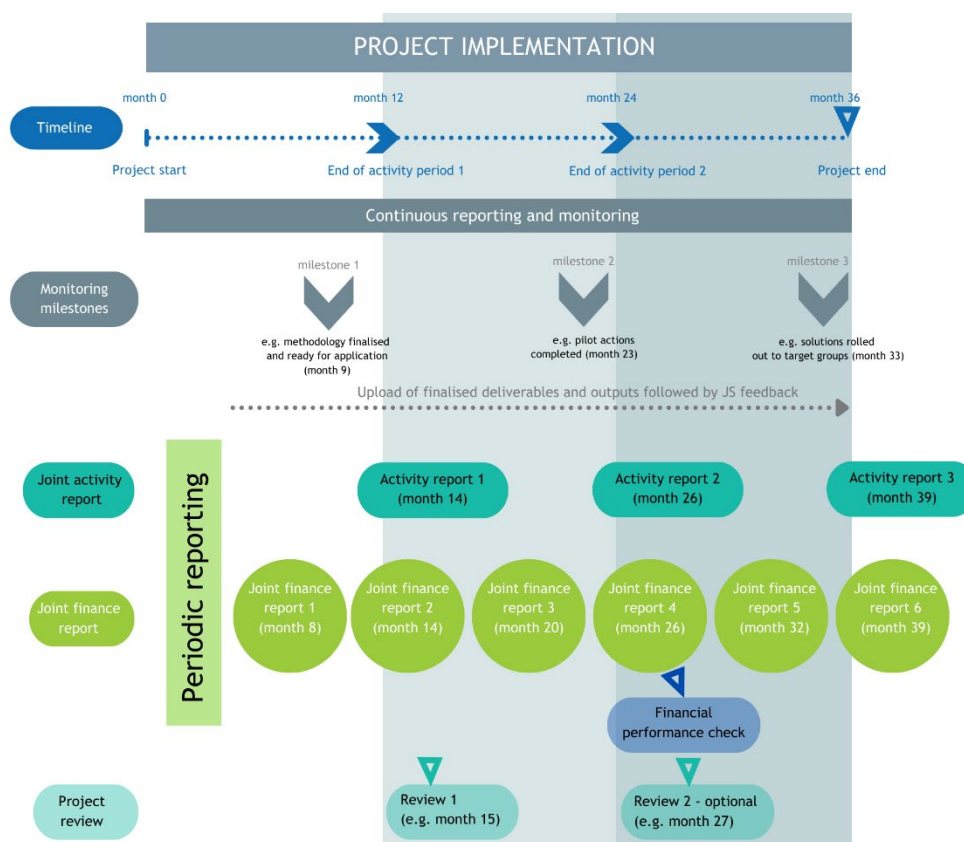 PROJECT IMPLEMENTATION
month 0
month 12
month 24
month 36
Timeline
Project start
End of activity period 1
End of activity period 2
Project end
Continuous reporting and monitoring
Monitoring
milestones
milestone 1
e.g. methodology finalised
and ready for application
(month 9)
milestone 2
e.g. pilot actions
completed (month 23)
milestone 3
e.g. solutions rolled
out to target groups (month 33)
Upload of finalised deliverables and outputs followed by JS feedback
Periodic reporting
Joint activity
report
Activity report 1
(month 14)
Activity report 2
(month 26)
Activity report 3
(month 39)
Joint finance
report
Joint finance
report 1
(month 8)
Joint finance
report 2
(month 14)
Joint finance
report 3
(month 20)
Joint finance
report 4
(month 26)
Joint finance
report 5
(month 32)
Joint finance
report 6
(month 39)
Financial
performance check
Project
review
Review 1
(e.g. month 15)
Review 2 - optional
(e.g. month 27)